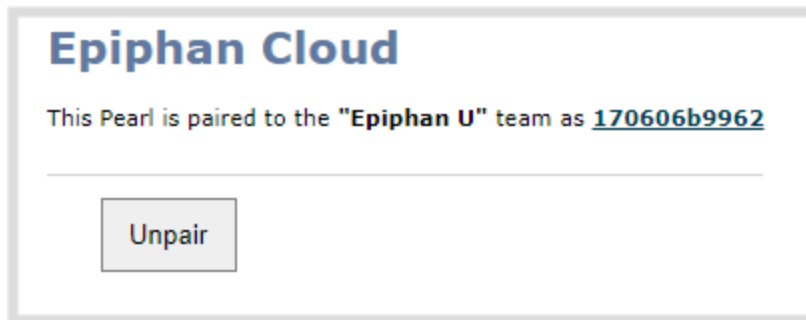 Epiphan Cloud
This Pearl is paired to the "Epiphan U" team as 170606b9962
Unpair